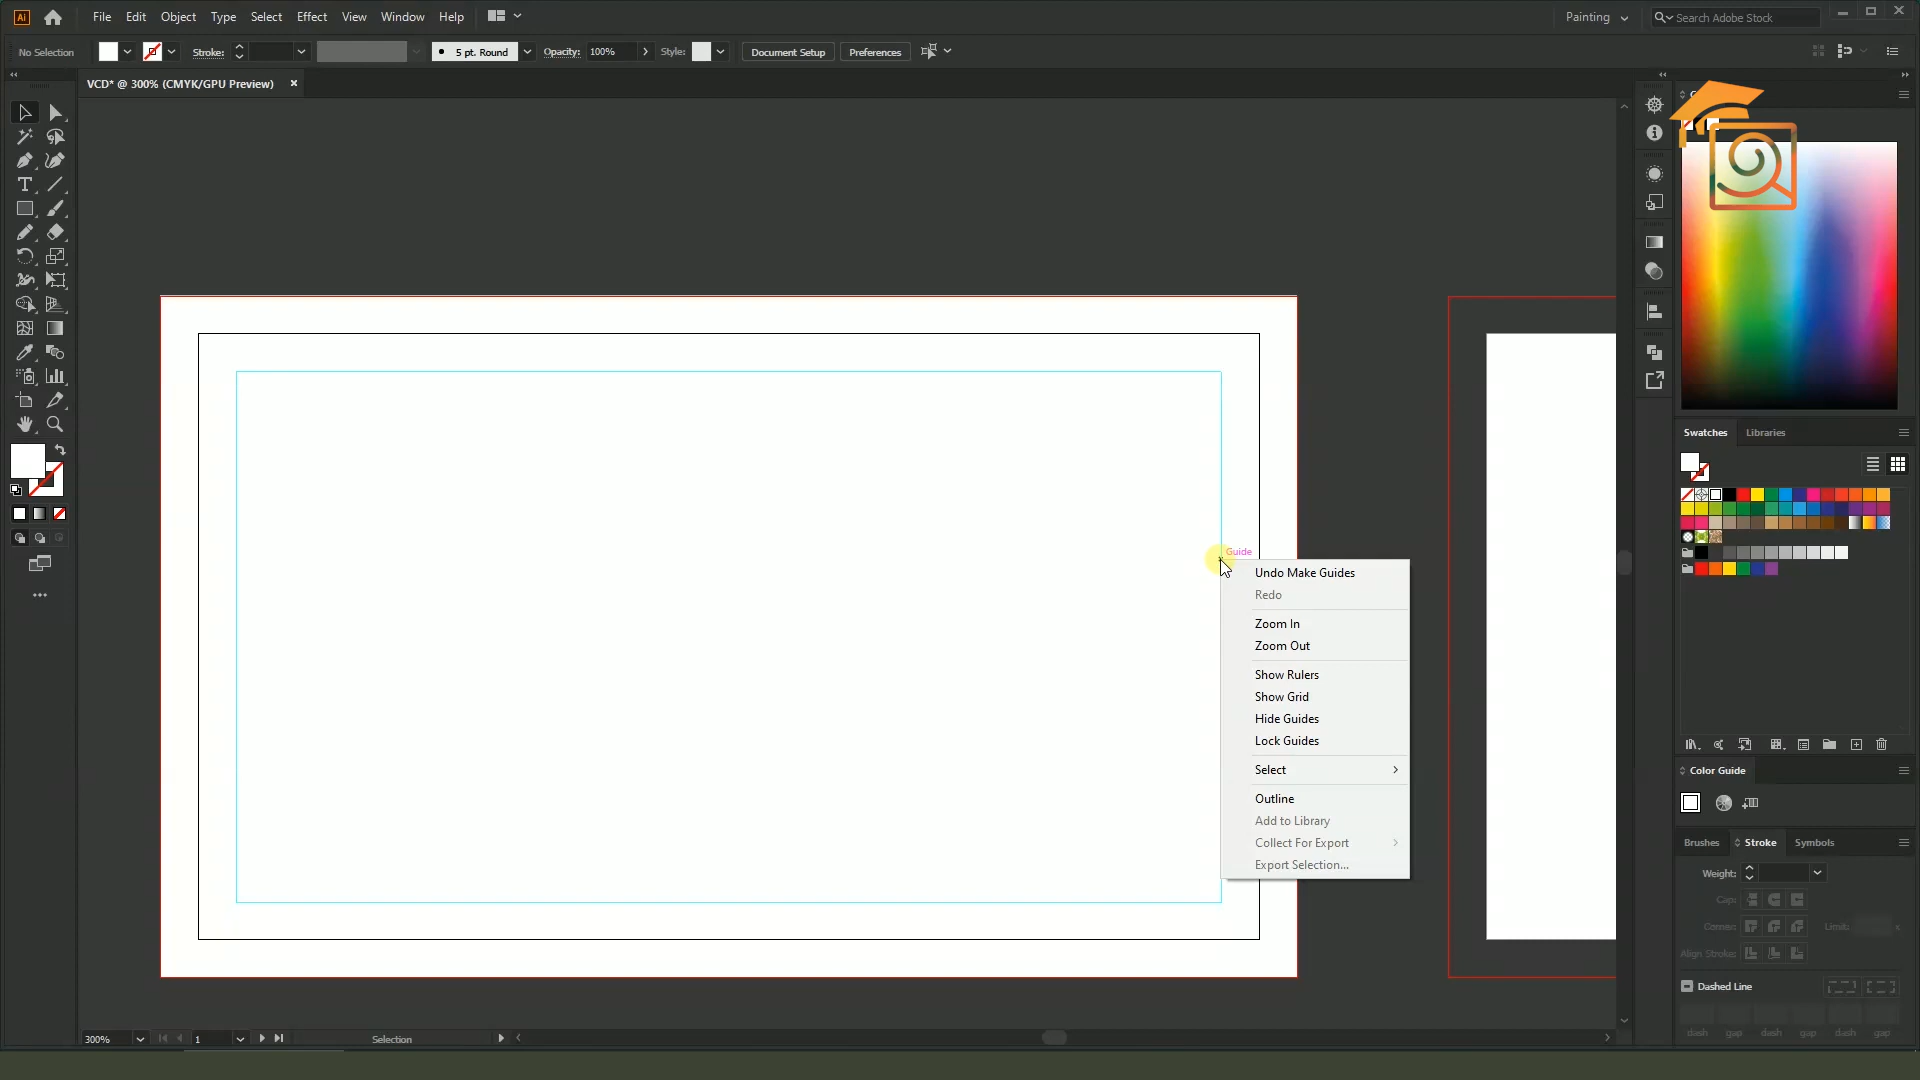 Ai
File Edit Object Type Select Effect View Window Help
Painting
Search Adobe Stock
No Selection
Stroke:
5 pt. Round
Opacity: 100%
Style:
Document Setup
Preferences
VCD* @ 300% (CMYK/GPU Preview) ×
Guide
Undo Make Guides
Redo
Zoom In
Zoom Out
Show Rulers
Show Grid
Hide Guides
Lock Guides
Select
Outline
Add to Library
Collect For Export
Export Selection...
Swatches Libraries
Color Guide
Brushes Stroke Symbols
Weight:
Cap:
Corner: Limit: x
Align Stroke:
Dashed Line
dash gap dash gap dash gap
300% 1 Selection